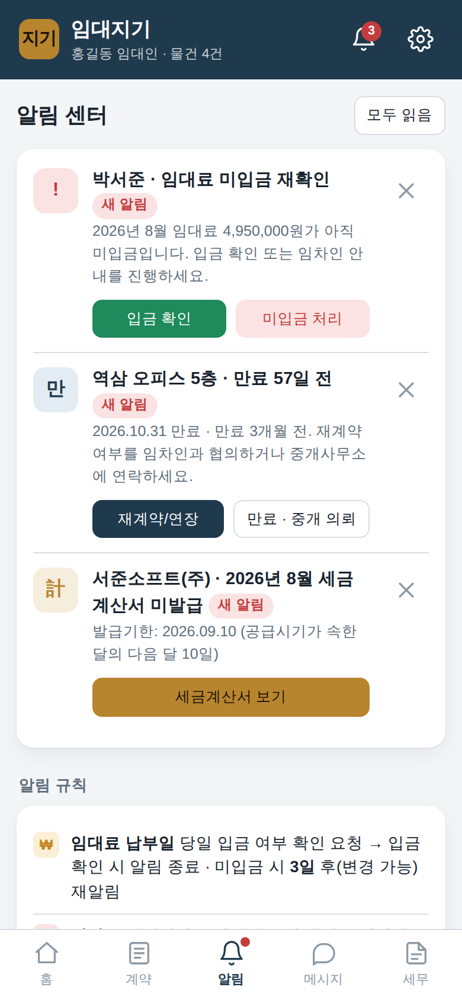 지기
임대지기
홍길동 임대인 · 물건 4건
3
알림 센터
모두 읽음
!
박서준 · 임대료 미입금 재확인
새 알림
2026년 8월 임대료 4,950,000원가 아직
미입금입니다. 입금 확인 또는 임차인 안
내를 진행하세요.
입금 확인
미입금 처리
만
역삼 오피스 5층 · 만료 57일 전
새 알림
2026.10.31 만료 · 만료 3개월 전. 재계약
여부를 임차인과 협의하거나 중개사무소
에 연락하세요.
재계약/연장
만료 · 중개 의뢰
計
서준소프트(주) · 2026년 8월 세금
계산서 미발급 새 알림
발급기한: 2026.09.10 (공급시기가 속한
달의 다음 달 10일)
세금계산서 보기
알림 규칙
₩
임대료 납부일 당일 입금 여부 확인 요청 → 입금
확인 시 알림 종료 · 미입금 시 3일 후(변경 가능)
재알림
홈
계약
알림
메시지
세무